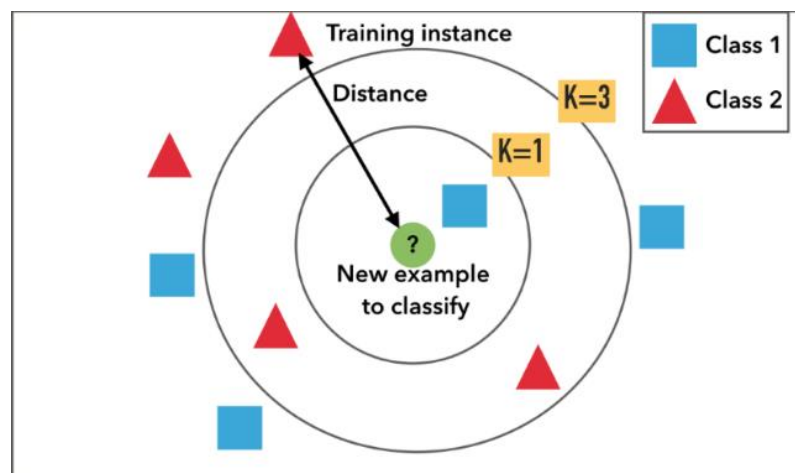 Training instance
Class 1
Distance
K=3
Class 2
K=1
?
New example
to classify